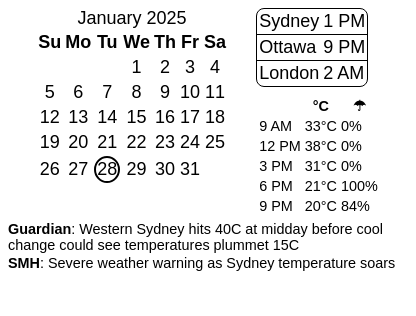 January 2025
Su Mo Tu We Th Fr Sa
1 2 3 4
5 6 7 8 9 10 11
12 13 14 15 16 17 18
19 20 21 22 23 24 25
26 27 28 29 30 31
Sydney 1 PM
Ottawa 9 PM
London 2 AM
°C ☂
9 AM 33°C 0%
12 PM 38°C 0%
3 PM 31°C 0%
6 PM 21°C 100%
9 PM 20°C 84%
Guardian: Western Sydney hits 40C at midday before cool
change could see temperatures plummet 15C
SMH: Severe weather warning as Sydney temperature soars